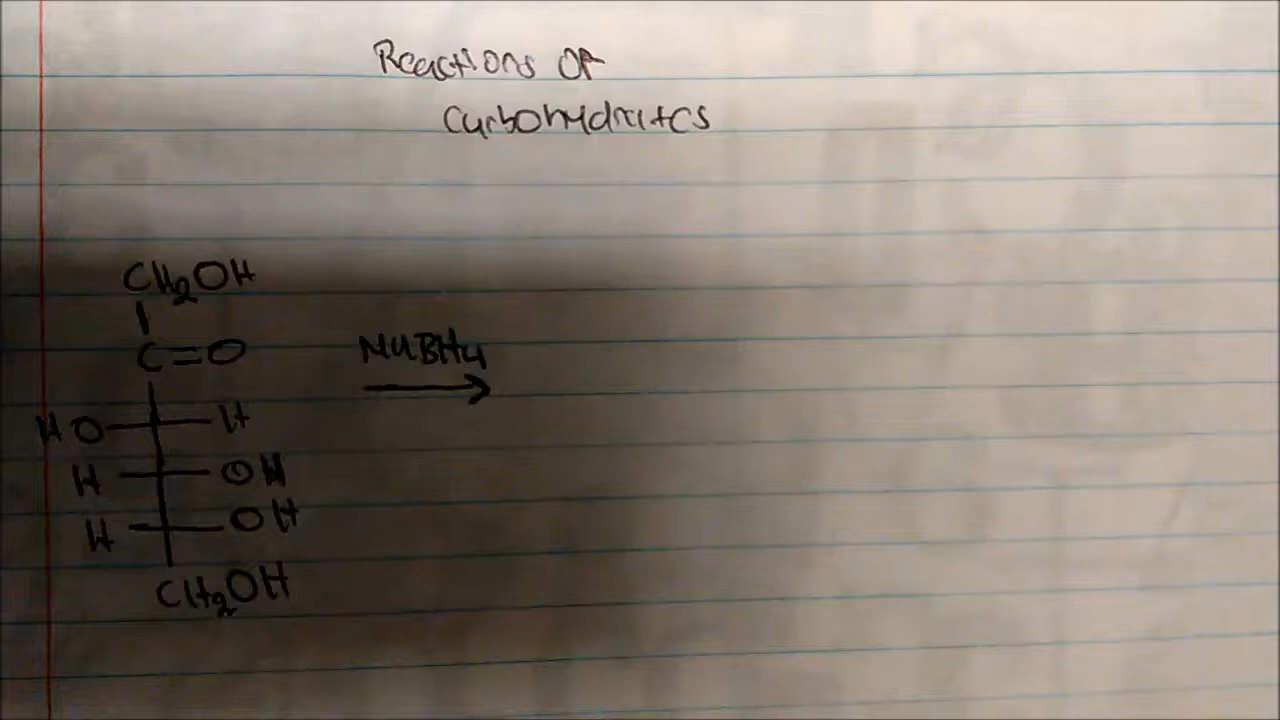 Reactions Of
Carbohydrates
CH2OH
C=O
NaBH4
HO H
H OH
H OH
CH2OH